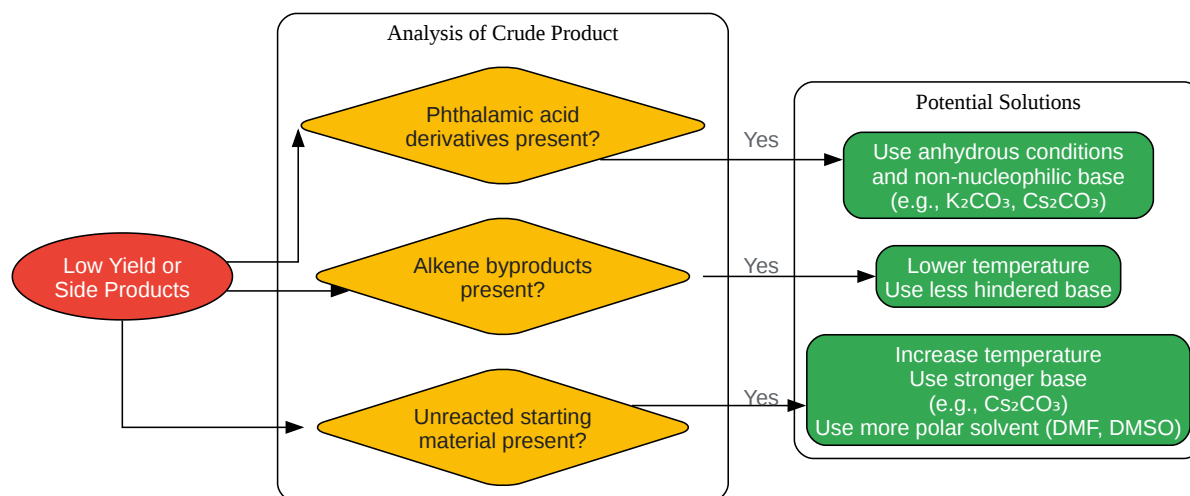 Analysis of Crude Product
Phthalamic acid
derivatives present?
Yes
Potential Solutions
Use anhydrous conditions
and non-nucleophilic base
(e.g., K₂CO₃, Cs₂CO₃)
Low Yield or
Side Products
Alkene byproducts
present?
Yes
Lower temperature
Use less hindered base
Unreacted starting
material present?
Yes
Increase temperature
Use stronger base
(e.g., Cs₂CO₃)
Use more polar solvent (DMF, DMSO)